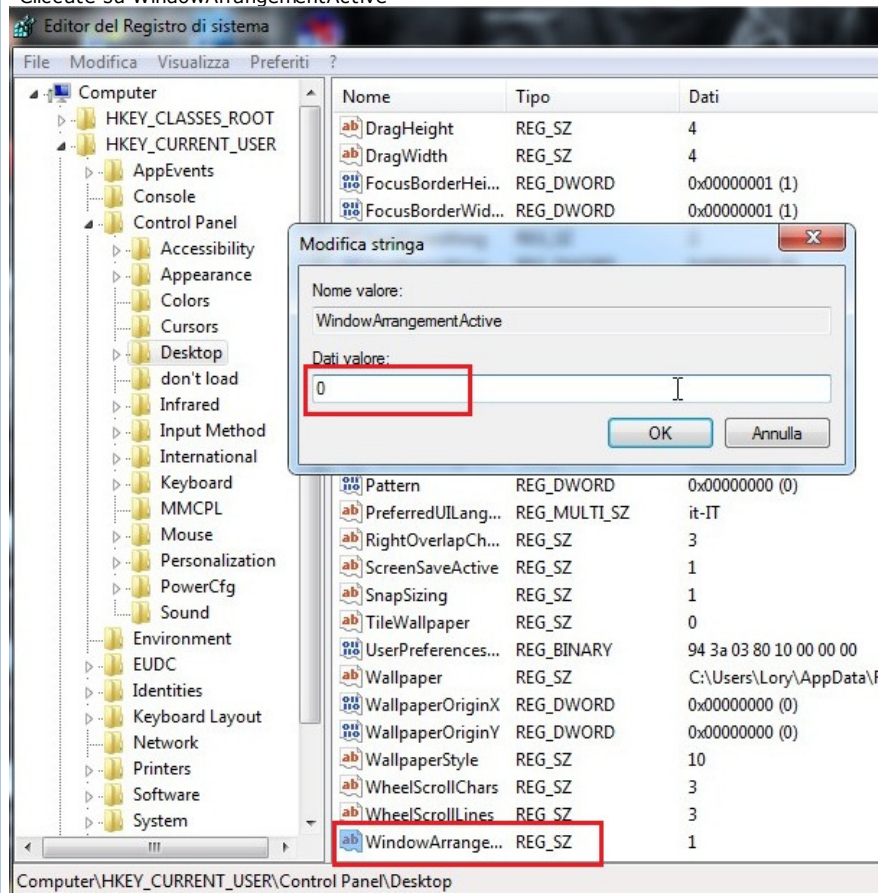 Cliccate su WindowArrangementActive
Editor del Registro di sistema
File Modifica Visualizza Preferiti ?
Computer
HKEY_CLASSES_ROOT
HKEY_CURRENT_USER
AppEvents
Console
Control Panel
Accessibility
Appearance
Colors
Cursors
Desktop
don't load
Infrared
Input Method
International
Keyboard
MMCPL
Mouse
Personalization
PowerCfg
Sound
Environment
EUDC
Identities
Keyboard Layout
Network
Printers
Software
System
Nome Tipo Dati
DragHeight REG_SZ 4
DragWidth REG_SZ 4
FocusBorderHei... REG_DWORD 0x00000001 (1)
FocusBorderWid... REG_DWORD 0x00000001 (1)
Modifica stringa
Nome valore:
WindowArrangementActive
Dati valore:
0
OK Annulla
Pattern REG_DWORD 0x00000000 (0)
PreferredUILang... REG_MULTI_SZ it-IT
RightOverlapCh... REG_SZ 3
ScreenSaveActive REG_SZ 1
SnapSizing REG_SZ 1
TileWallpaper REG_SZ 0
UserPreferences... REG_BINARY 94 3a 03 80 10 00 00 00
Wallpaper REG_SZ C:\Users\Lory\AppData\
WallpaperOriginX REG_DWORD 0x00000000 (0)
WallpaperOriginY REG_DWORD 0x00000000 (0)
WallpaperStyle REG_SZ 10
WheelScrollChars REG_SZ 3
WheelScrollLines REG_SZ 3
WindowArrange... REG_SZ 1
Computer\HKEY_CURRENT_USER\Control Panel\Desktop